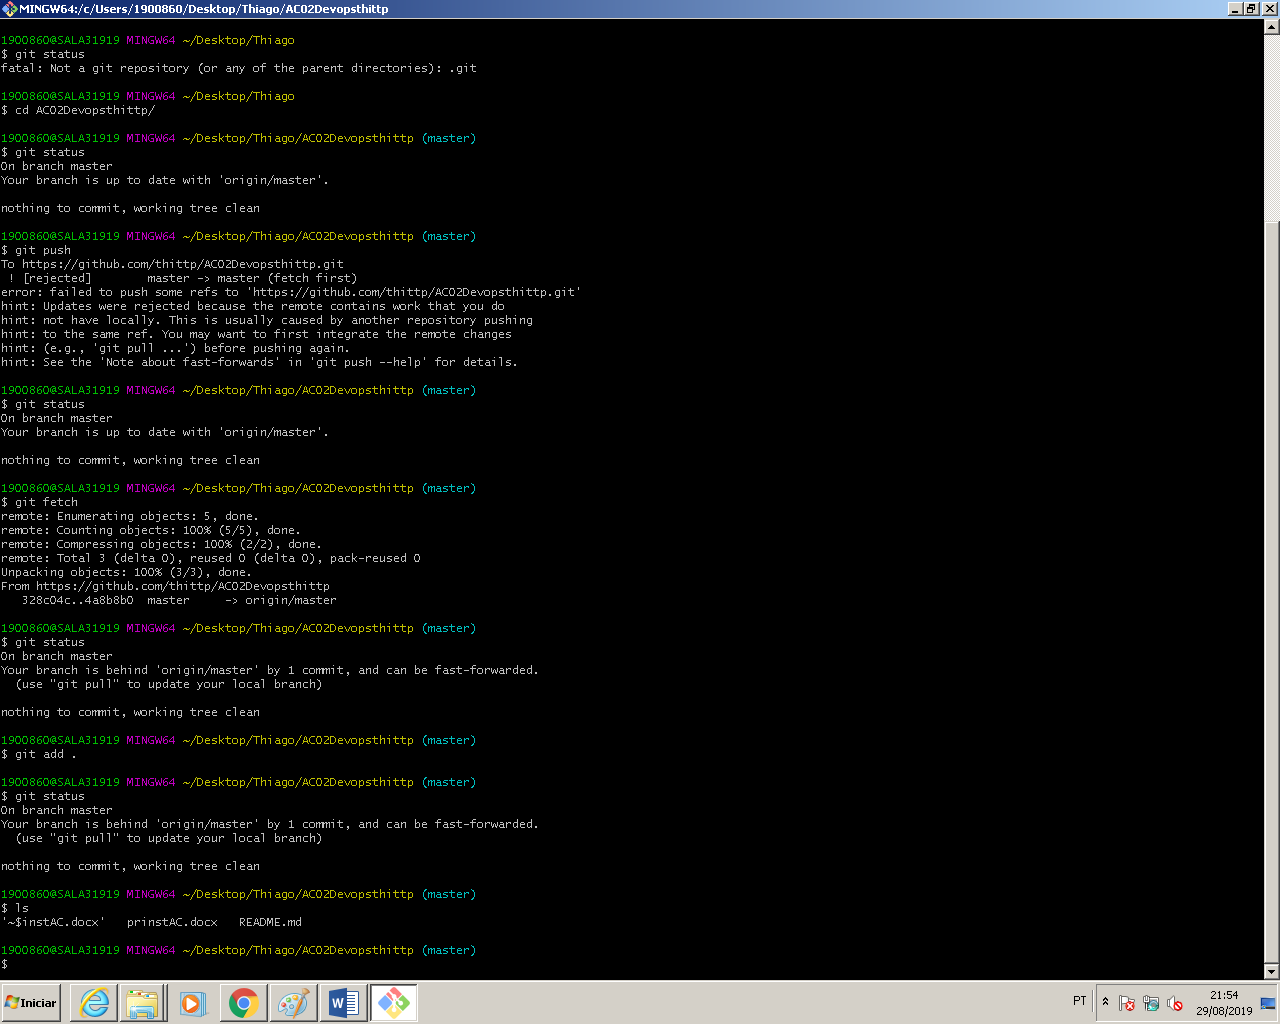 MINGW64:/c/Users/1900860/Desktop/Thiago/AC02Devopsthittp
1900860@SALA31919 MINGW64 ~/Desktop/Thiago
$ git status
fatal: Not a git repository (or any of the parent directories): .git
1900860@SALA31919 MINGW64 ~/Desktop/Thiago
$ cd AC02Devopsthittp/
1900860@SALA31919 MINGW64 ~/Desktop/Thiago/AC02Devopsthittp (master)
$ git status
On branch master
Your branch is up to date with 'origin/master'.
nothing to commit, working tree clean
1900860@SALA31919 MINGW64 ~/Desktop/Thiago/AC02Devopsthittp (master)
$ git push
To https://github.com/thittp/AC02Devopsthittp.git
 ! [rejected]        master -> master (fetch first)
error: failed to push some refs to 'https://github.com/thittp/AC02Devopsthittp.git'
hint: Updates were rejected because the remote contains work that you do
hint: not have locally. This is usually caused by another repository pushing
hint: to the same ref. You may want to first integrate the remote changes
hint: (e.g., 'git pull ...') before pushing again.
hint: See the 'Note about fast-forwards' in 'git push --help' for details.
1900860@SALA31919 MINGW64 ~/Desktop/Thiago/AC02Devopsthittp (master)
$ git status
On branch master
Your branch is up to date with 'origin/master'.
nothing to commit, working tree clean
1900860@SALA31919 MINGW64 ~/Desktop/Thiago/AC02Devopsthittp (master)
$ git fetch
remote: Enumerating objects: 5, done.
remote: Counting objects: 100% (5/5), done.
remote: Compressing objects: 100% (2/2), done.
remote: Total 3 (delta 0), reused 0 (delta 0), pack-reused 0
Unpacking objects: 100% (3/3), done.
From https://github.com/thittp/AC02Devopsthittp
   328c04c..4a8b8b0  master     -> origin/master
1900860@SALA31919 MINGW64 ~/Desktop/Thiago/AC02Devopsthittp (master)
$ git status
On branch master
Your branch is behind 'origin/master' by 1 commit, and can be fast-forwarded.
  (use "git pull" to update your local branch)
nothing to commit, working tree clean
1900860@SALA31919 MINGW64 ~/Desktop/Thiago/AC02Devopsthittp (master)
$ git add .
1900860@SALA31919 MINGW64 ~/Desktop/Thiago/AC02Devopsthittp (master)
$ git status
On branch master
Your branch is behind 'origin/master' by 1 commit, and can be fast-forwarded.
  (use "git pull" to update your local branch)
nothing to commit, working tree clean
1900860@SALA31919 MINGW64 ~/Desktop/Thiago/AC02Devopsthittp (master)
$ ls
'~$instAC.docx'   prinstAC.docx   README.md
1900860@SALA31919 MINGW64 ~/Desktop/Thiago/AC02Devopsthittp (master)
$
Iniciar
PT
21:54
29/08/2019